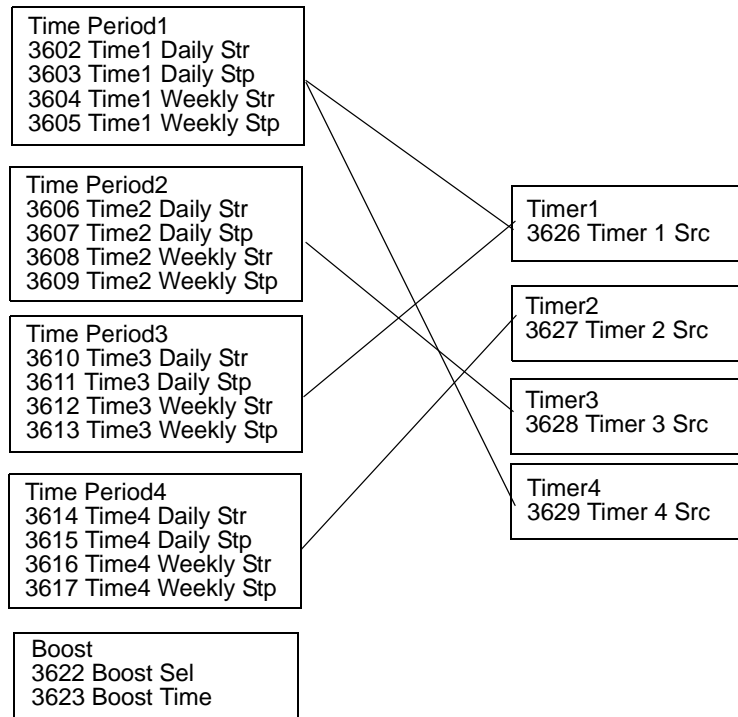 Time Period1
3602 Time1 Daily Str
3603 Time1 Daily Stp
3604 Time1 Weekly Str
3605 Time1 Weekly Stp
Time Period2
3606 Time2 Daily Str
3607 Time2 Daily Stp
3608 Time2 Weekly Str
3609 Time2 Weekly Stp
Time Period3
3610 Time3 Daily Str
3611 Time3 Daily Stp
3612 Time3 Weekly Str
3613 Time3 Weekly Stp
Time Period4
3614 Time4 Daily Str
3615 Time4 Daily Stp
3616 Time4 Weekly Str
3617 Time4 Weekly Stp
Boost
3622 Boost Sel
3623 Boost Time
Timer1
3626 Timer 1 Src
Timer2
3627 Timer 2 Src
Timer3
3628 Timer 3 Src
Timer4
3629 Timer 4 Src